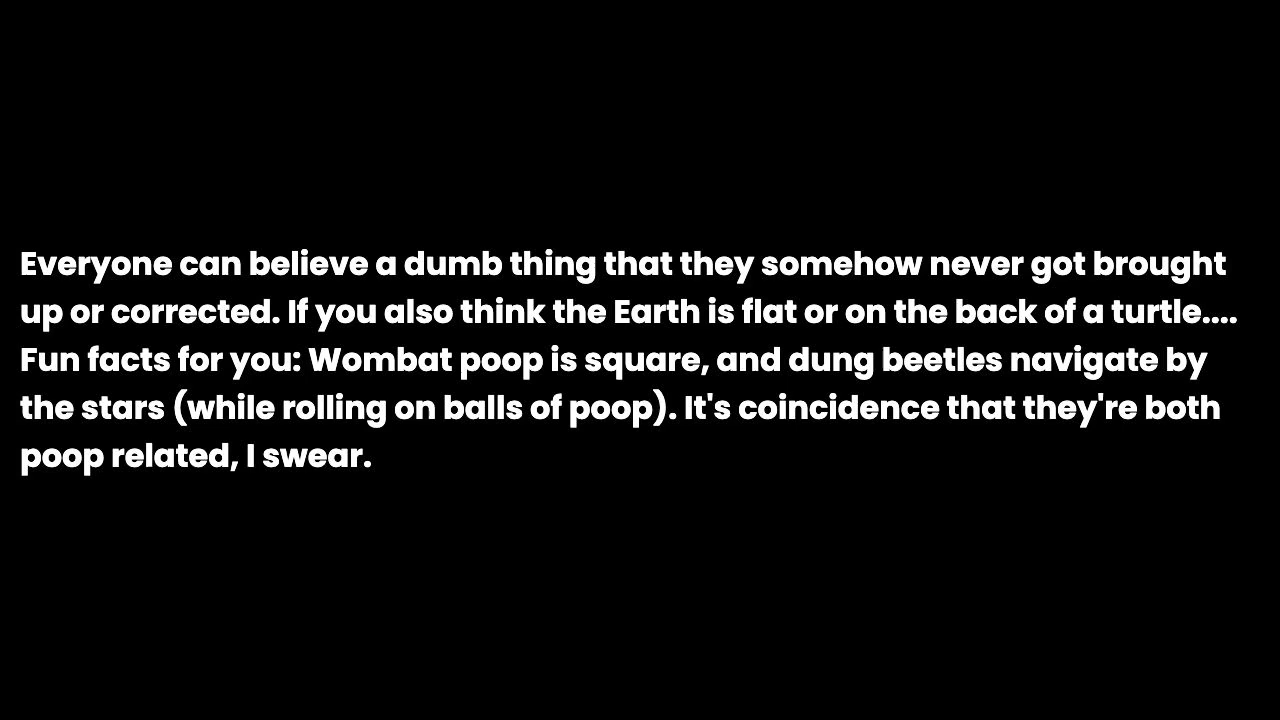 Everyone can believe a dumb thing that they somehow never got brought
up or corrected. If you also think the Earth is flat or on the back of a turtle....
Fun facts for you: Wombat poop is square, and dung beetles navigate by
the stars (while rolling on balls of poop). It's coincidence that they're both
poop related, I swear.